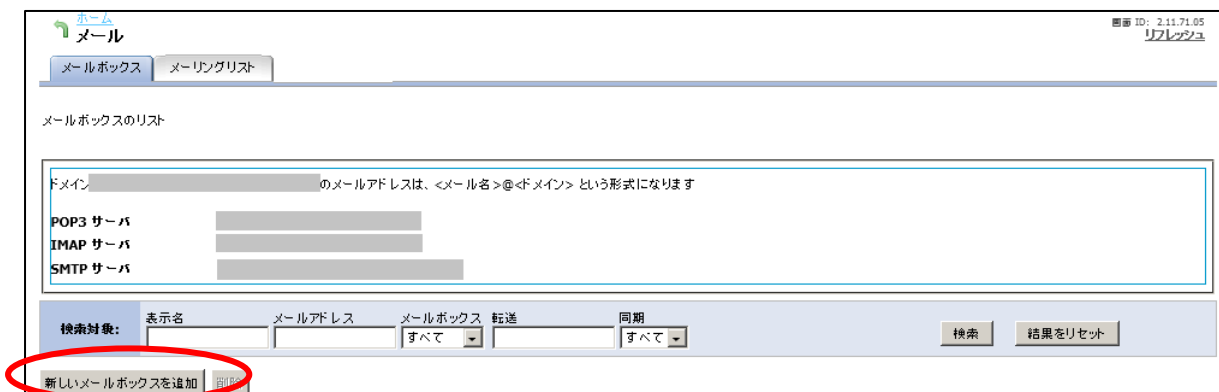 ホーム
メール
画面 ID: 2.11.71.05
リフレッシュ
メールボックス メーリングリスト
メールボックスのリスト
ドメイン のメールアドレスは、<メール名>@<ドメイン> という形式になります
POP3 サーバ
IMAP サーバ
SMTP サーバ
表示名 メールアドレス メールボックス 転送 同期
検索対象: すべて すべて 検索 結果をリセット
新しいメールボックスを追加 削除